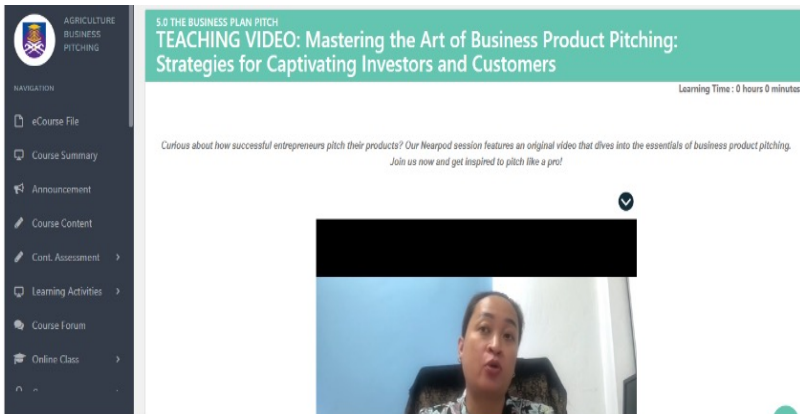 AGRICULTURE
BUSINESS
PITCHING
NAVIGATION
eCourse File
Course Summary
Announcement
Course Content
Cont. Assessment
Learning Activities
Course Forum
Online Class
5.0 THE BUSINESS PLAN PITCH
TEACHING VIDEO: Mastering the Art of Business Product Pitching:
Strategies for Captivating Investors and Customers
Learning Time : 0 hours 0 minutes
Curious about how successful entrepreneurs pitch their products? Our Nearpod session features an original video that dives into the essentials of business product pitching.
Join us now and get inspired to pitch like a pro!